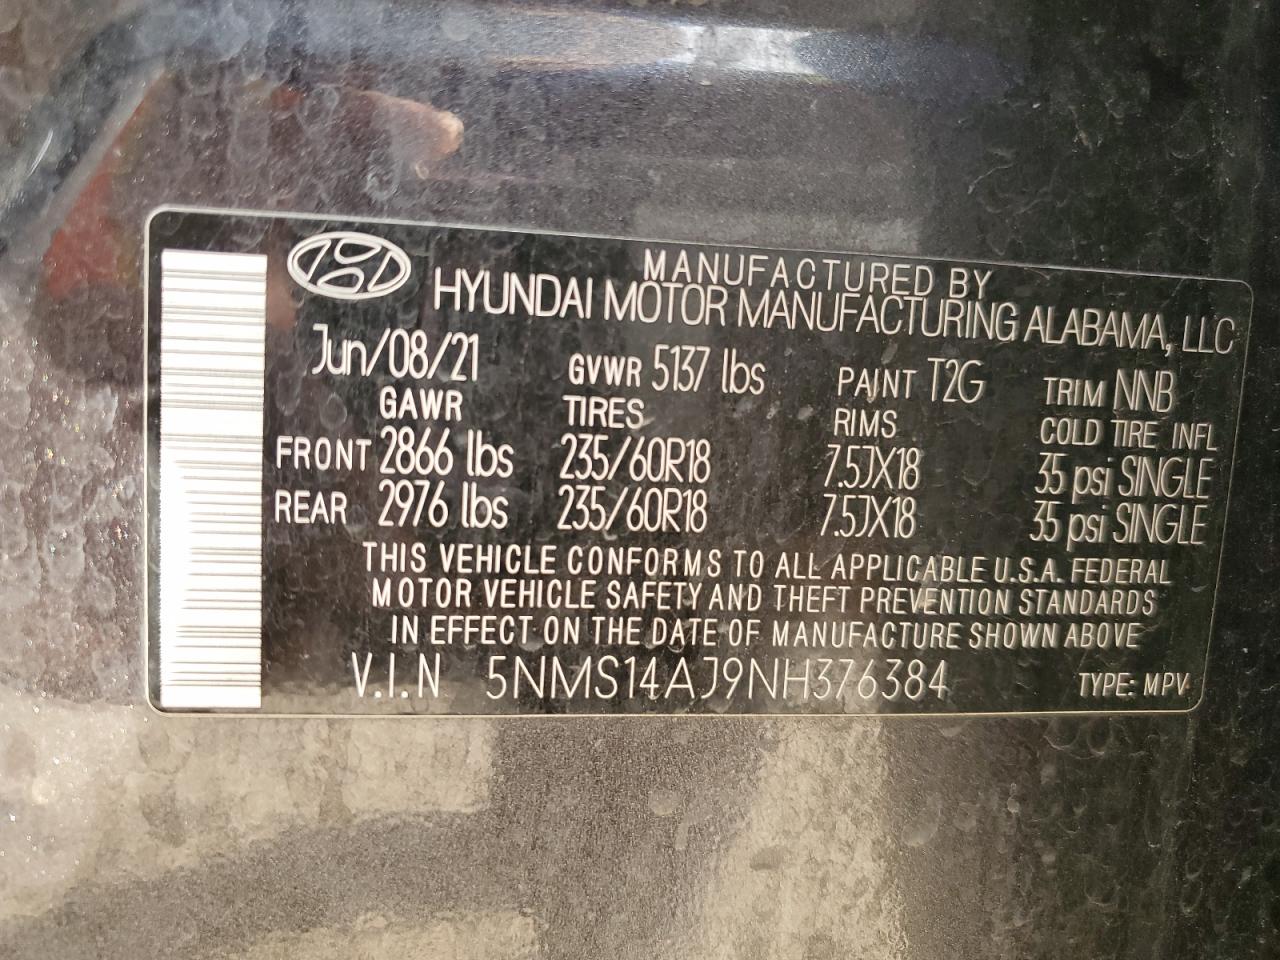 MANUFACTURED BY
HYUNDAI MOTOR MANUFACTURING ALABAMA, LLC
Jun/08/21 GVWR 5137 lbs PAINT T2G TRIM NNB
GAWR TIRES RIMS COLD TIRE INFL
FRONT 2866 lbs 235/60R18 7.5JX18 35 psi SINGLE
REAR 2976 lbs 235/60R18 7.5JX18 35 psi SINGLE
THIS VEHICLE CONFORMS TO ALL APPLICABLE U.S.A. FEDERAL
MOTOR VEHICLE SAFETY AND THEFT PREVENTION STANDARDS
IN EFFECT ON THE DATE OF MANUFACTURE SHOWN ABOVE
V.I.N 5NMS14AJ9NH376384 TYPE: MPV